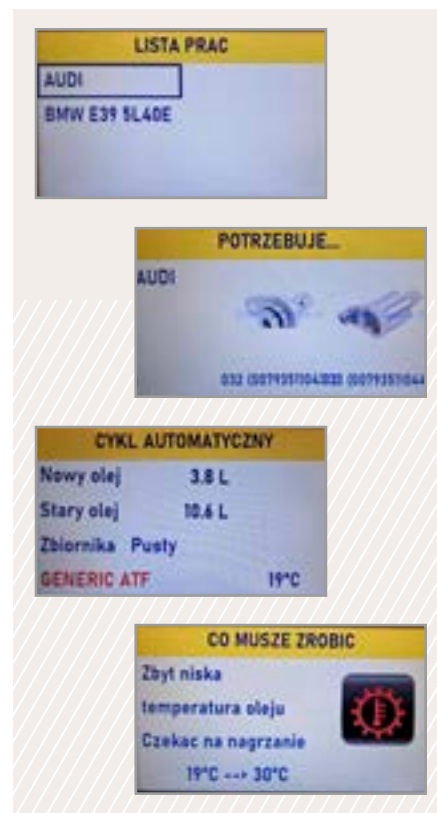 LISTA PRAC
AUDI
BMW E39 5L40E
POTRZEBUJE...
AUDI
CYKL AUTOMATYCZNY
Nowy olej 3.8 L
Stary olej 10.6 L
Zbiornika Pusty
GENERIC ATF 19°C
CO MUSZE ZROBIC
Zbyt niska
temperatura oleju
Czekac na nagrzanie
19°C --> 30°C